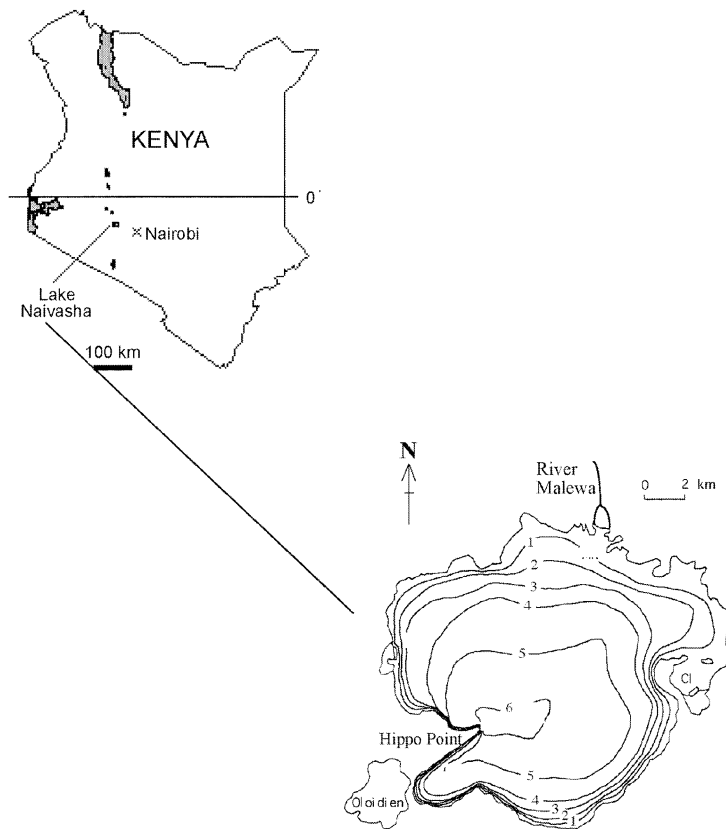 KENYA
0°
Nairobi
Lake
Naivasha
100 km
N
River
Malewa
0 2 km
1
2
3
4
5
6
CI
Hippo Point
Oloidien
5
4
3
2
1